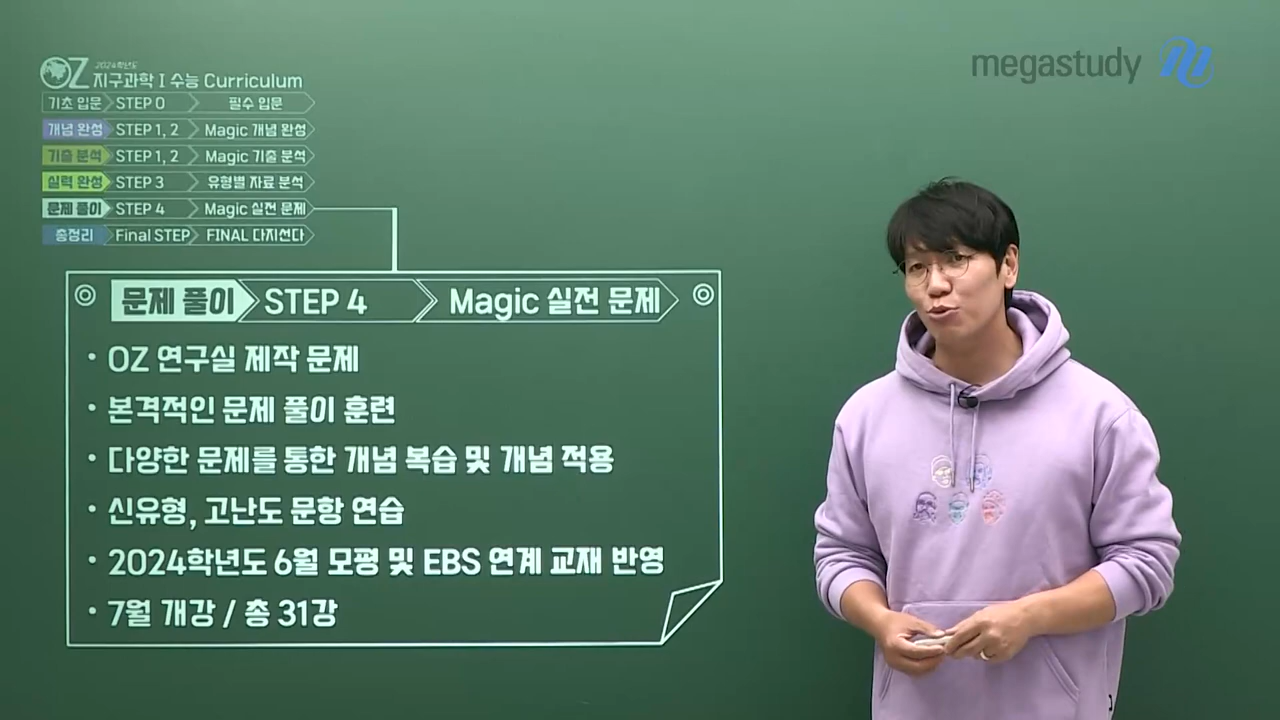 megastudy
OZ 2024학년도 지구과학 I 수능 Curriculum
기초 입문 STEP 0 필수 입문
개념 완성 STEP 1, 2 Magic 개념 완성
기출 분석 STEP 1, 2 Magic 기출 분석
실력 완성 STEP 3 유형별 자료 분석
문제 풀이 STEP 4 Magic 실전 문제
총정리 Final STEP FINAL 다지선다
문제 풀이 STEP 4 Magic 실전 문제
• OZ 연구실 제작 문제
• 본격적인 문제 풀이 훈련
• 다양한 문제를 통한 개념 복습 및 개념 적용
• 신유형, 고난도 문항 연습
• 2024학년도 6월 모평 및 EBS 연계 교재 반영
• 7월 개강 / 총 31강